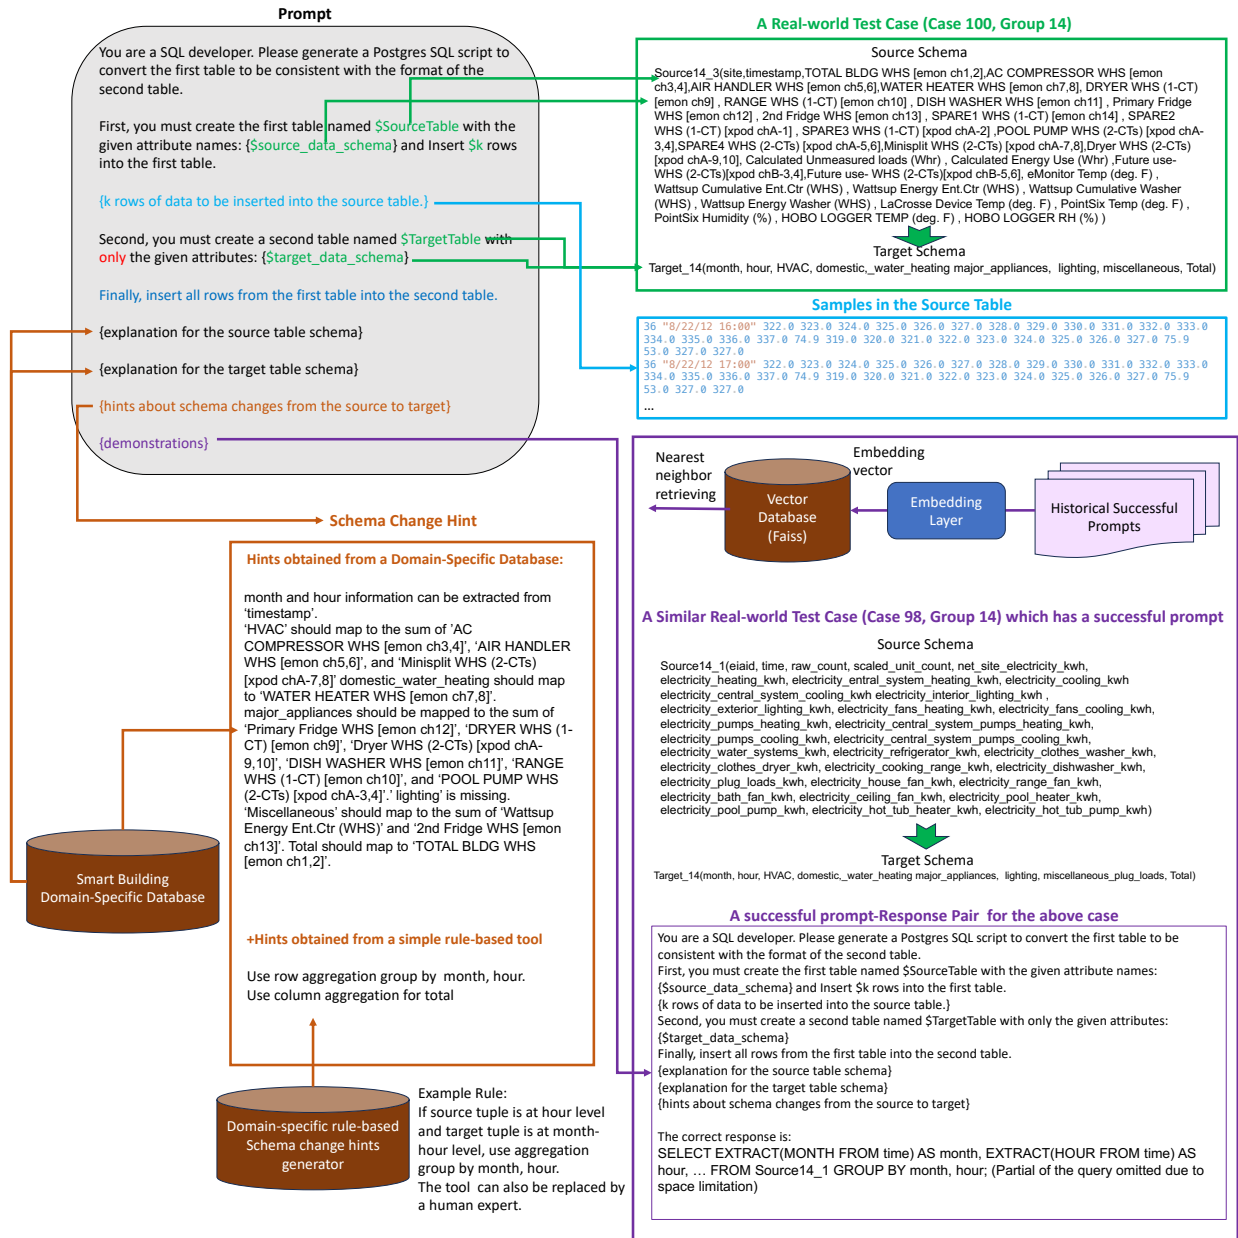 Prompt
You are a SQL developer. Please generate a Postgres SQL script to
convert the first table to be consistent with the format of the
second table.
First, you must create the first table named $SourceTable with the
given attribute names: {$source_data_schema} and Insert $k rows
into the first table.
{k rows of data to be inserted into the source table.}
Second, you must create a second table named $TargetTable with
only the given attributes: {$target_data_schema}
Finally, insert all rows from the first table into the second table.
{explanation for the source table schema}
{explanation for the target table schema}
{hints about schema changes from the source to target}
{demonstrations}
A Real-world Test Case (Case 100, Group 14)
Source Schema
Source14_3(site,timestamp,TOTAL BLDG WHS [emon ch1,2],AC COMPRESSOR WHS [emon
ch3,4],AIR HANDLER WHS [emon ch5,6],WATER HEATER WHS [emon ch7,8], DRYER WHS (1-CT)
[emon ch9] , RANGE WHS (1-CT) [emon ch10] , DISH WASHER WHS [emon ch11] , Primary Fridge
WHS [emon ch12] , 2nd Fridge WHS [emon ch13] , SPARE1 WHS (1-CT) [emon ch14] , SPARE2
WHS (1-CT) [xpod chA-1] , SPARE3 WHS (1-CT) [xpod chA-2] ,POOL PUMP WHS (2-CTs) [xpod chA-
3,4],SPARE4 WHS (2-CTs) [xpod chA-5,6],Minisplit WHS (2-CTs) [xpod chA-7,8],Dryer WHS (2-CTs)
[xpod chA-9,10], Calculated Unmeasured loads (Whr) , Calculated Energy Use (Whr) ,Future use-
WHS (2-CTs)[xpod chB-3,4],Future use- WHS (2-CTs)[xpod chB-5,6], eMonitor Temp (deg. F) ,
Wattsup Cumulative Ent.Ctr (WHS) , Wattsup Energy Ent.Ctr (WHS) , Wattsup Cumulative Washer
(WHS) , Wattsup Energy Washer (WHS) , LaCrosse Device Temp (deg. F) , PointSix Temp (deg. F) ,
PointSix Humidity (%) , HOBO LOGGER TEMP (deg. F) , HOBO LOGGER RH (%) )
Target Schema
Target_14(month, hour, HVAC, domestic,_water_heating major_appliances, lighting, miscellaneous, Total)
Samples in the Source Table
36 "8/22/12 16:00" 322.0 323.0 324.0 325.0 326.0 327.0 328.0 329.0 330.0 331.0 332.0 333.0
334.0 335.0 336.0 337.0 74.9 319.0 320.0 321.0 322.0 323.0 324.0 325.0 326.0 327.0 75.9
53.0 327.0 327.0
36 "8/22/12 17:00" 322.0 323.0 324.0 325.0 326.0 327.0 328.0 329.0 330.0 331.0 332.0 333.0
334.0 335.0 336.0 337.0 74.9 319.0 320.0 321.0 322.0 323.0 324.0 325.0 326.0 327.0 75.9
53.0 327.0 327.0
...
Nearest
neighbor
retrieving
Vector
Database
(Faiss)
Embedding
vector
Embedding
Layer
Historical Successful
Prompts
A Similar Real-world Test Case (Case 98, Group 14) which has a successful prompt
Source Schema
Source14_1(eiaid, time, raw_count, scaled_unit_count, net_site_electricity_kwh,
electricity_heating_kwh, electricity_entral_system_heating_kwh, electricity_cooling_kwh
electricity_central_system_cooling_kwh electricity_interior_lighting_kwh ,
electricity_exterior_lighting_kwh, electricity_fans_heating_kwh, electricity_fans_cooling_kwh,
electricity_pumps_heating_kwh, electricity_central_system_pumps_heating_kwh,
electricity_pumps_cooling_kwh, electricity_central_system_pumps_cooling_kwh,
electricity_water_systems_kwh, electricity_refrigerator_kwh, electricity_clothes_washer_kwh,
electricity_clothes_dryer_kwh, electricity_cooking_range_kwh, electricity_dishwasher_kwh,
electricity_plug_loads_kwh, electricity_house_fan_kwh, electricity_range_fan_kwh,
electricity_bath_fan_kwh, electricity_ceiling_fan_kwh, electricity_pool_heater_kwh,
electricity_pool_pump_kwh, electricity_hot_tub_heater_kwh, electricity_hot_tub_pump_kwh)
Target Schema
Target_14(month, hour, HVAC, domestic,_water_heating major_appliances, lighting, miscellaneous_plug_loads, Total)
A successful prompt-Response Pair for the above case
You are a SQL developer. Please generate a Postgres SQL script to convert the first table to be
consistent with the format of the second table.
First, you must create the first table named $SourceTable with the given attribute names:
{$source_data_schema} and Insert $k rows into the first table.
{k rows of data to be inserted into the source table.}
Second, you must create a second table named $TargetTable with only the given attributes:
{$target_data_schema}
Finally, insert all rows from the first table into the second table.
{explanation for the source table schema}
{explanation for the target table schema}
{hints about schema changes from the source to target}
The correct response is:
SELECT EXTRACT(MONTH FROM time) AS month, EXTRACT(HOUR FROM time) AS
hour, … FROM Source14_1 GROUP BY month, hour; (Partial of the query omitted due to
space limitation)
Schema Change Hint
Hints obtained from a Domain-Specific Database:
month and hour information can be extracted from
‘timestamp’.
‘HVAC’ should map to the sum of ’AC
COMPRESSOR WHS [emon ch3,4]’, ‘AIR HANDLER
WHS [emon ch5,6]’, and ‘Minisplit WHS (2-CTs)
[xpod chA-7,8]’ domestic_water_heating should map
to ‘WATER HEATER WHS [emon ch7,8]’.
major_appliances should be mapped to the sum of
‘Primary Fridge WHS [emon ch12]’, ‘DRYER WHS (1-
CT) [emon ch9]’, ‘Dryer WHS (2-CTs) [xpod chA-
9,10]’, ‘DISH WASHER WHS [emon ch11]’, ‘RANGE
WHS (1-CT) [emon ch10]’, and ‘POOL PUMP WHS
(2-CTs) [xpod chA-3,4]’.’ lighting’ is missing.
‘Miscellaneous’ should map to the sum of ‘Wattsup
Energy Ent.Ctr (WHS)’ and ‘2nd Fridge WHS [emon
ch13]’. Total should map to ‘TOTAL BLDG WHS
[emon ch1,2]’.
+Hints obtained from a simple rule-based tool
Use row aggregation group by month, hour.
Use column aggregation for total
Smart Building
Domain-Specific Database
Domain-specific rule-based
Schema change hints
generator
Example Rule:
If source tuple is at hour level
and target tuple is at month-
hour level, use aggregation
group by month, hour.
The tool can also be replaced by
a human expert.